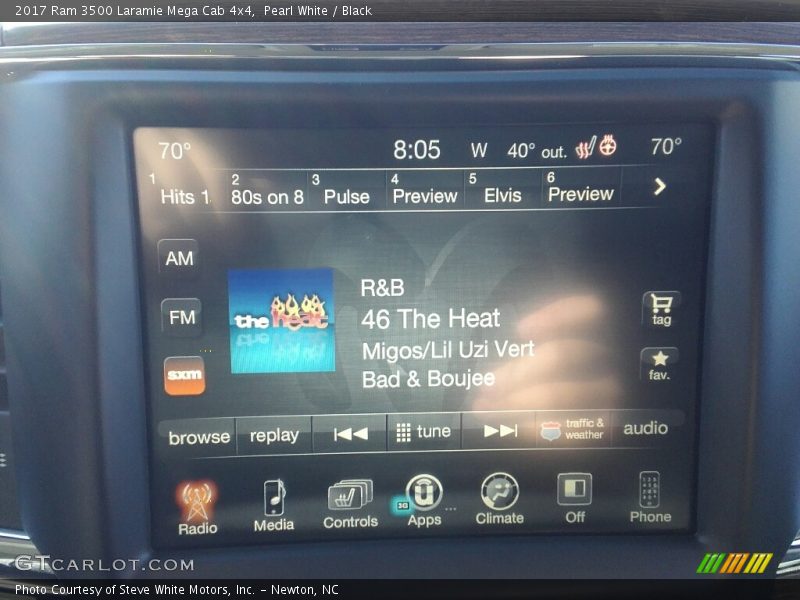 2017 Ram 3500 Laramie Mega Cab 4x4, Pearl White / Black
70° 8:05 W 40° out. 70°
1 Hits 1 2 80s on 8 3 Pulse 4 Preview 5 Elvis 6 Preview
AM
FM
sxm
the heat
R&B
46 The Heat
Migos/Lil Uzi Vert
Bad & Boujee
tag
fav.
browse replay tune traffic & weather audio
Radio Media Controls 3G Apps Climate Off Phone
GTCARLOT.COM
Photo Courtesy of Steve White Motors, Inc. - Newton, NC